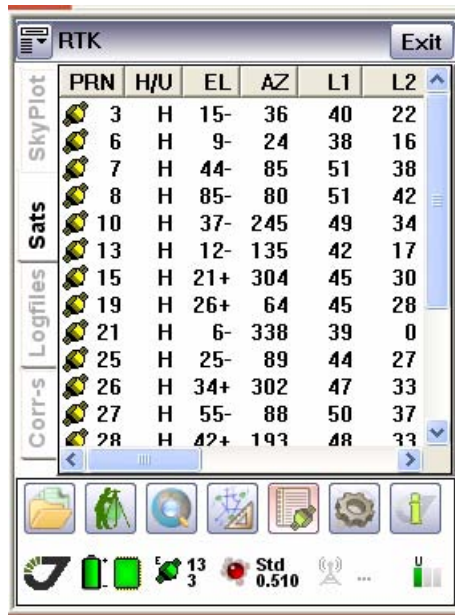 RTK Exit
SkyPlot
Sats
Logfiles
Corr-s
PRN H/U EL AZ L1 L2
3 H 15- 36 40 22
6 H 9- 24 38 16
7 H 44- 85 51 38
8 H 85- 80 51 42
10 H 37- 245 49 34
13 H 12- 135 42 17
15 H 21+ 304 45 30
19 H 26+ 64 45 28
21 H 6- 338 39 0
25 H 25- 89 44 27
26 H 34+ 302 47 33
27 H 55- 88 50 37
28 H 42+ 193 48 33
E 13 3 Std 0.510 ... U